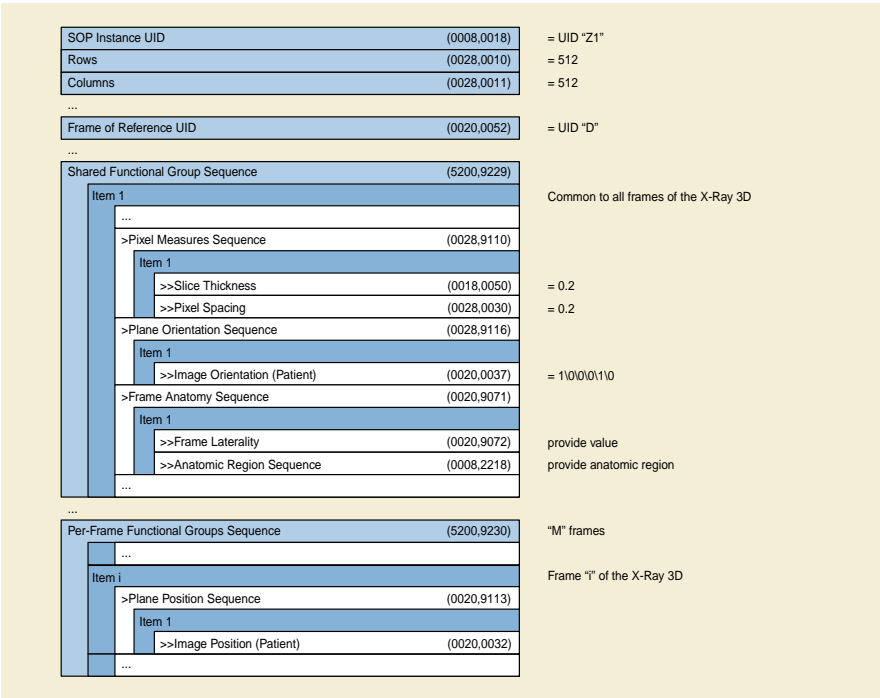 SOP Instance UID (0008,0018) = UID “Z1”
Rows (0028,0010) = 512
Columns (0028,0011) = 512
...
Frame of Reference UID (0020,0052) = UID “D”
...
Shared Functional Group Sequence (5200,9229)
Item 1 Common to all frames of the X-Ray 3D
...
>Pixel Measures Sequence (0028,9110)
Item 1
>>Slice Thickness (0018,0050) = 0.2
>>Pixel Spacing (0028,0030) = 0.2
>Plane Orientation Sequence (0028,9116)
Item 1
>>Image Orientation (Patient) (0020,0037) = 1\0\0\0\1\0
>Frame Anatomy Sequence (0020,9071)
Item 1
>>Frame Laterality (0020,9072) provide value
>>Anatomic Region Sequence (0008,2218) provide anatomic region
...
...
Per-Frame Functional Groups Sequence (5200,9230) “M” frames
...
Item i Frame “i” of the X-Ray 3D
>Plane Position Sequence (0020,9113)
Item 1
>>Image Position (Patient) (0020,0032)
...